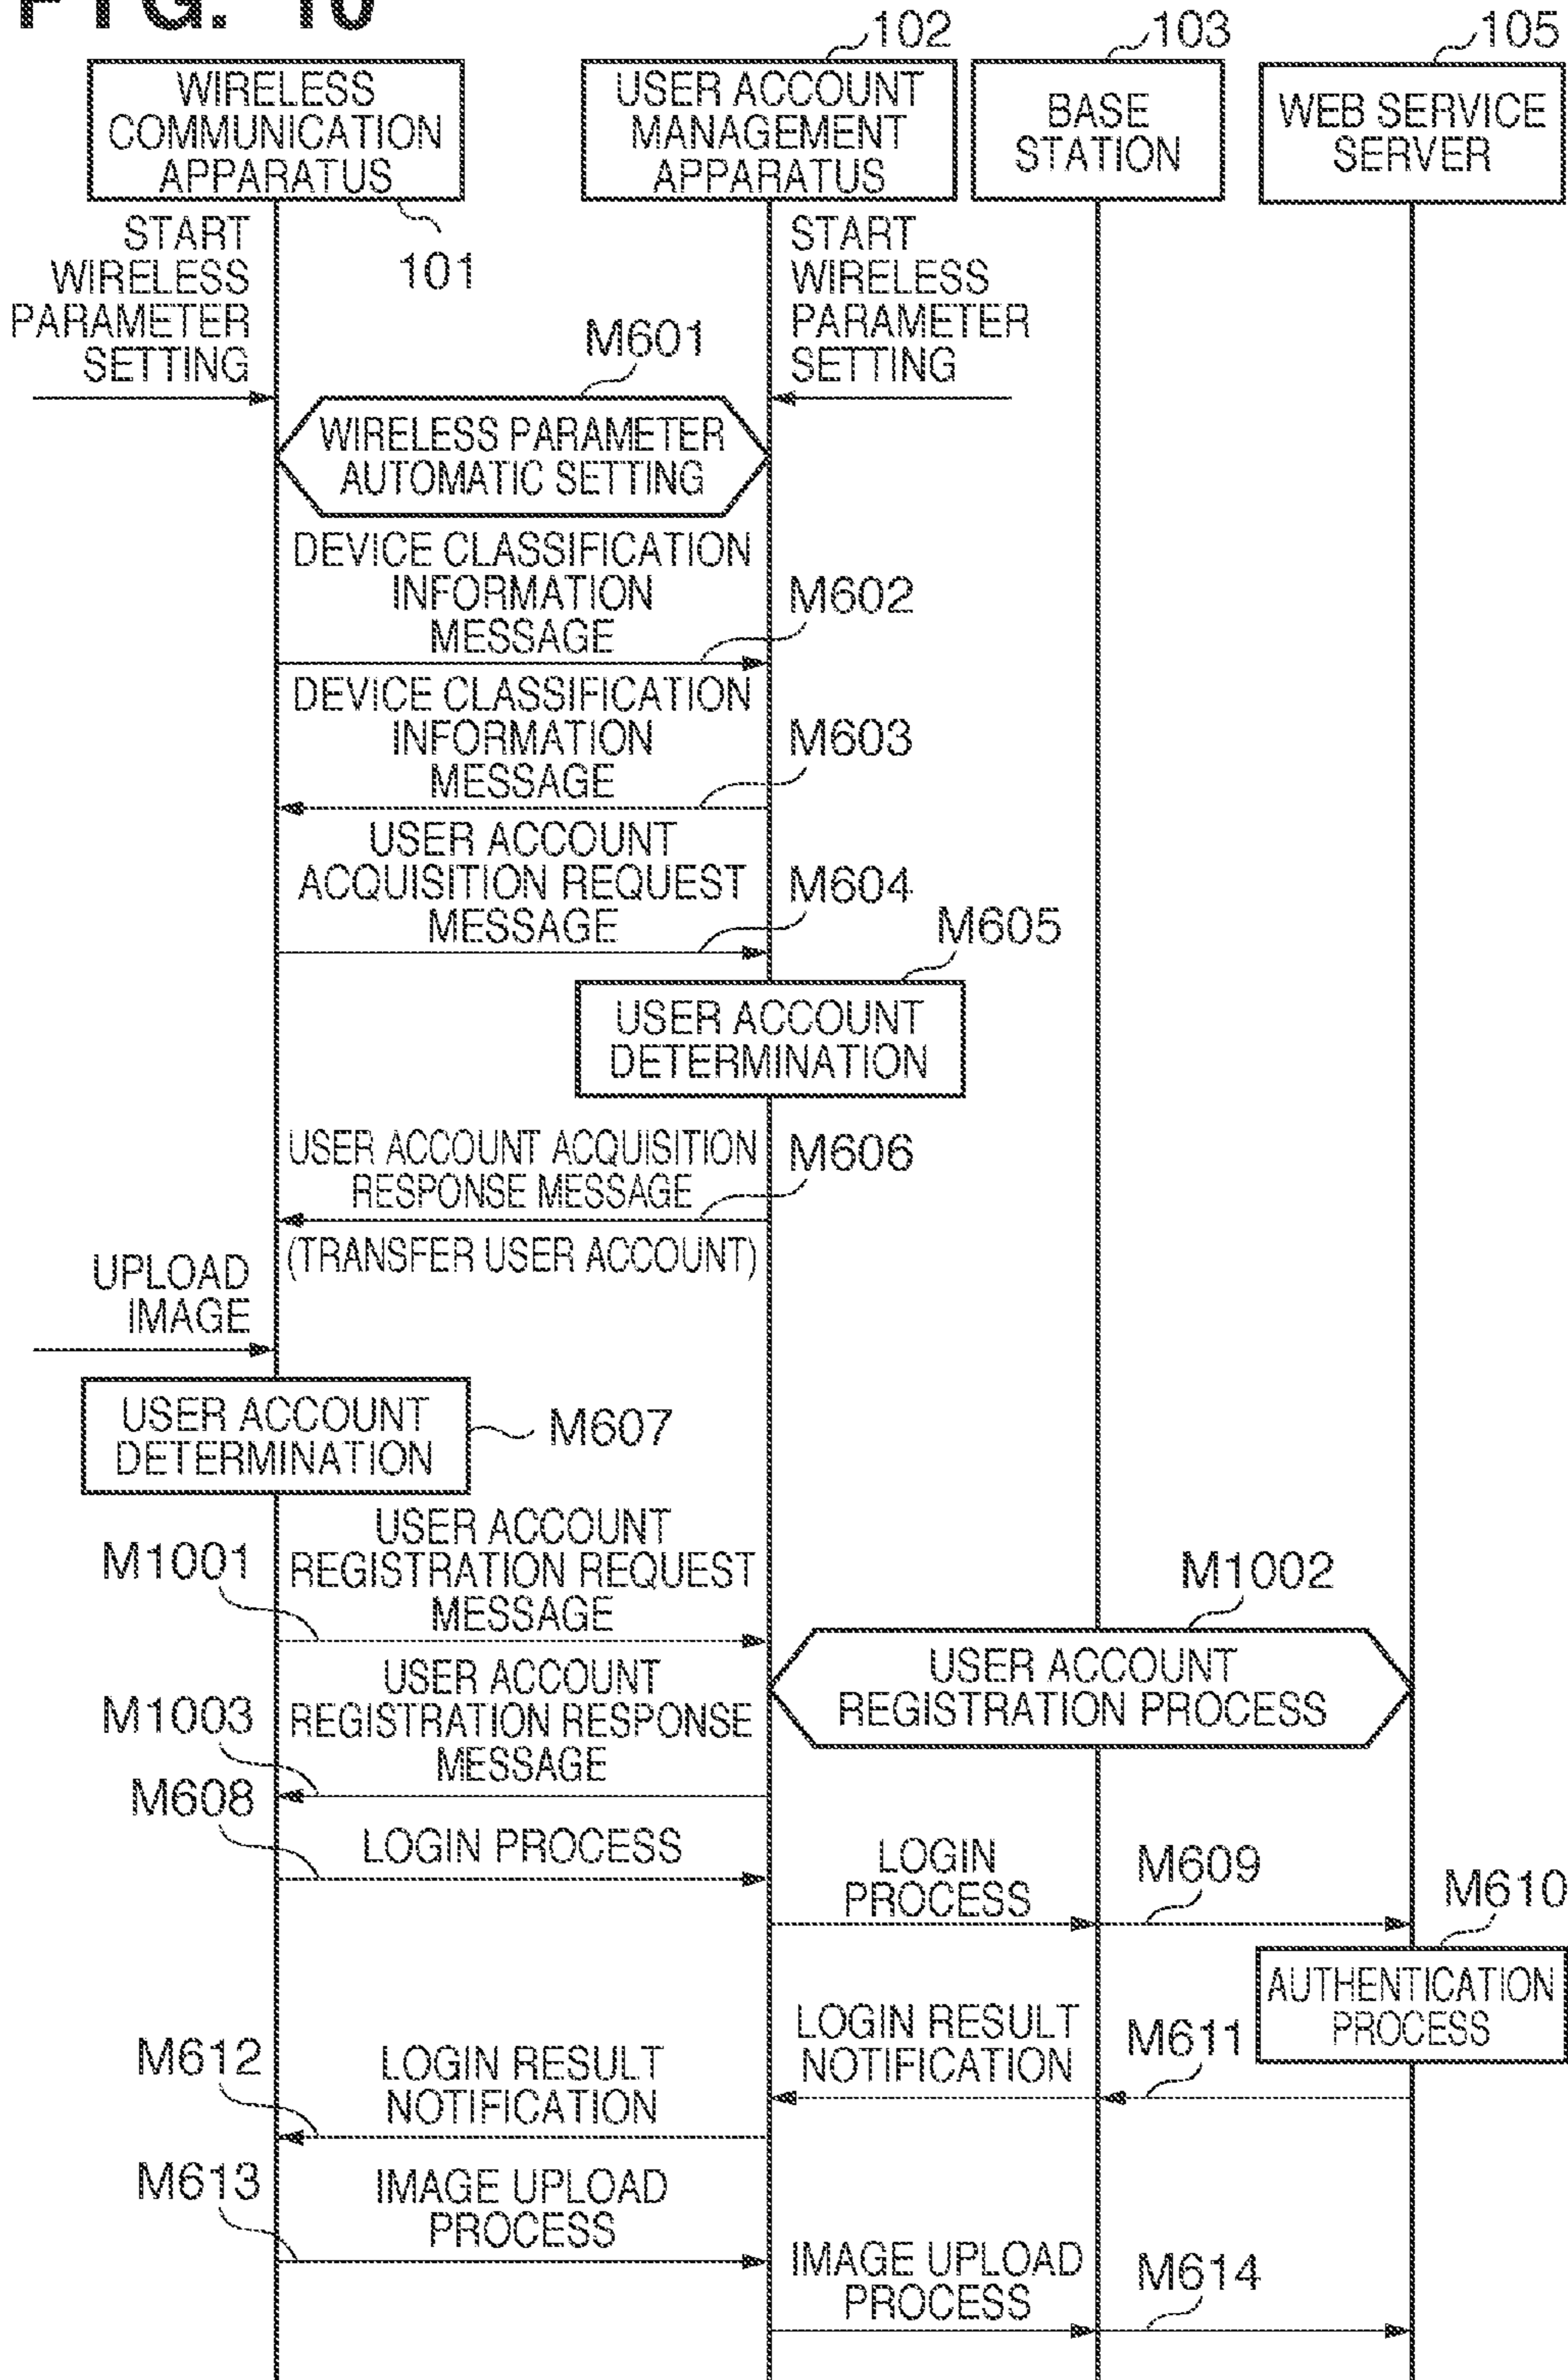 FIG. 10
102
103
105
WIRELESS
COMMUNICATION
APPARATUS
USER ACCOUNT
MANAGEMENT
APPARATUS
BASE
STATION
WEB SERVICE
SERVER
101
START
WIRELESS
PARAMETER
SETTING
START
WIRELESS
PARAMETER
SETTING
M601
WIRELESS PARAMETER
AUTOMATIC SETTING
DEVICE CLASSIFICATION
INFORMATION
MESSAGE
M602
DEVICE CLASSIFICATION
INFORMATION
MESSAGE
M603
USER ACCOUNT
ACQUISITION REQUEST
MESSAGE
M604
M605
USER ACCOUNT
DETERMINATION
USER ACCOUNT ACQUISITION
RESPONSE MESSAGE
M606
(TRANSFER USER ACCOUNT)
UPLOAD
IMAGE
USER ACCOUNT
DETERMINATION
M607
M1001
USER ACCOUNT
REGISTRATION REQUEST
MESSAGE
M1002
USER ACCOUNT
REGISTRATION PROCESS
M1003
USER ACCOUNT
REGISTRATION RESPONSE
MESSAGE
M608
LOGIN PROCESS
LOGIN
PROCESS
M609
M610
AUTHENTICATION
PROCESS
LOGIN RESULT
NOTIFICATION
M611
M612
LOGIN RESULT
NOTIFICATION
M613
IMAGE UPLOAD
PROCESS
IMAGE UPLOAD
PROCESS
M614